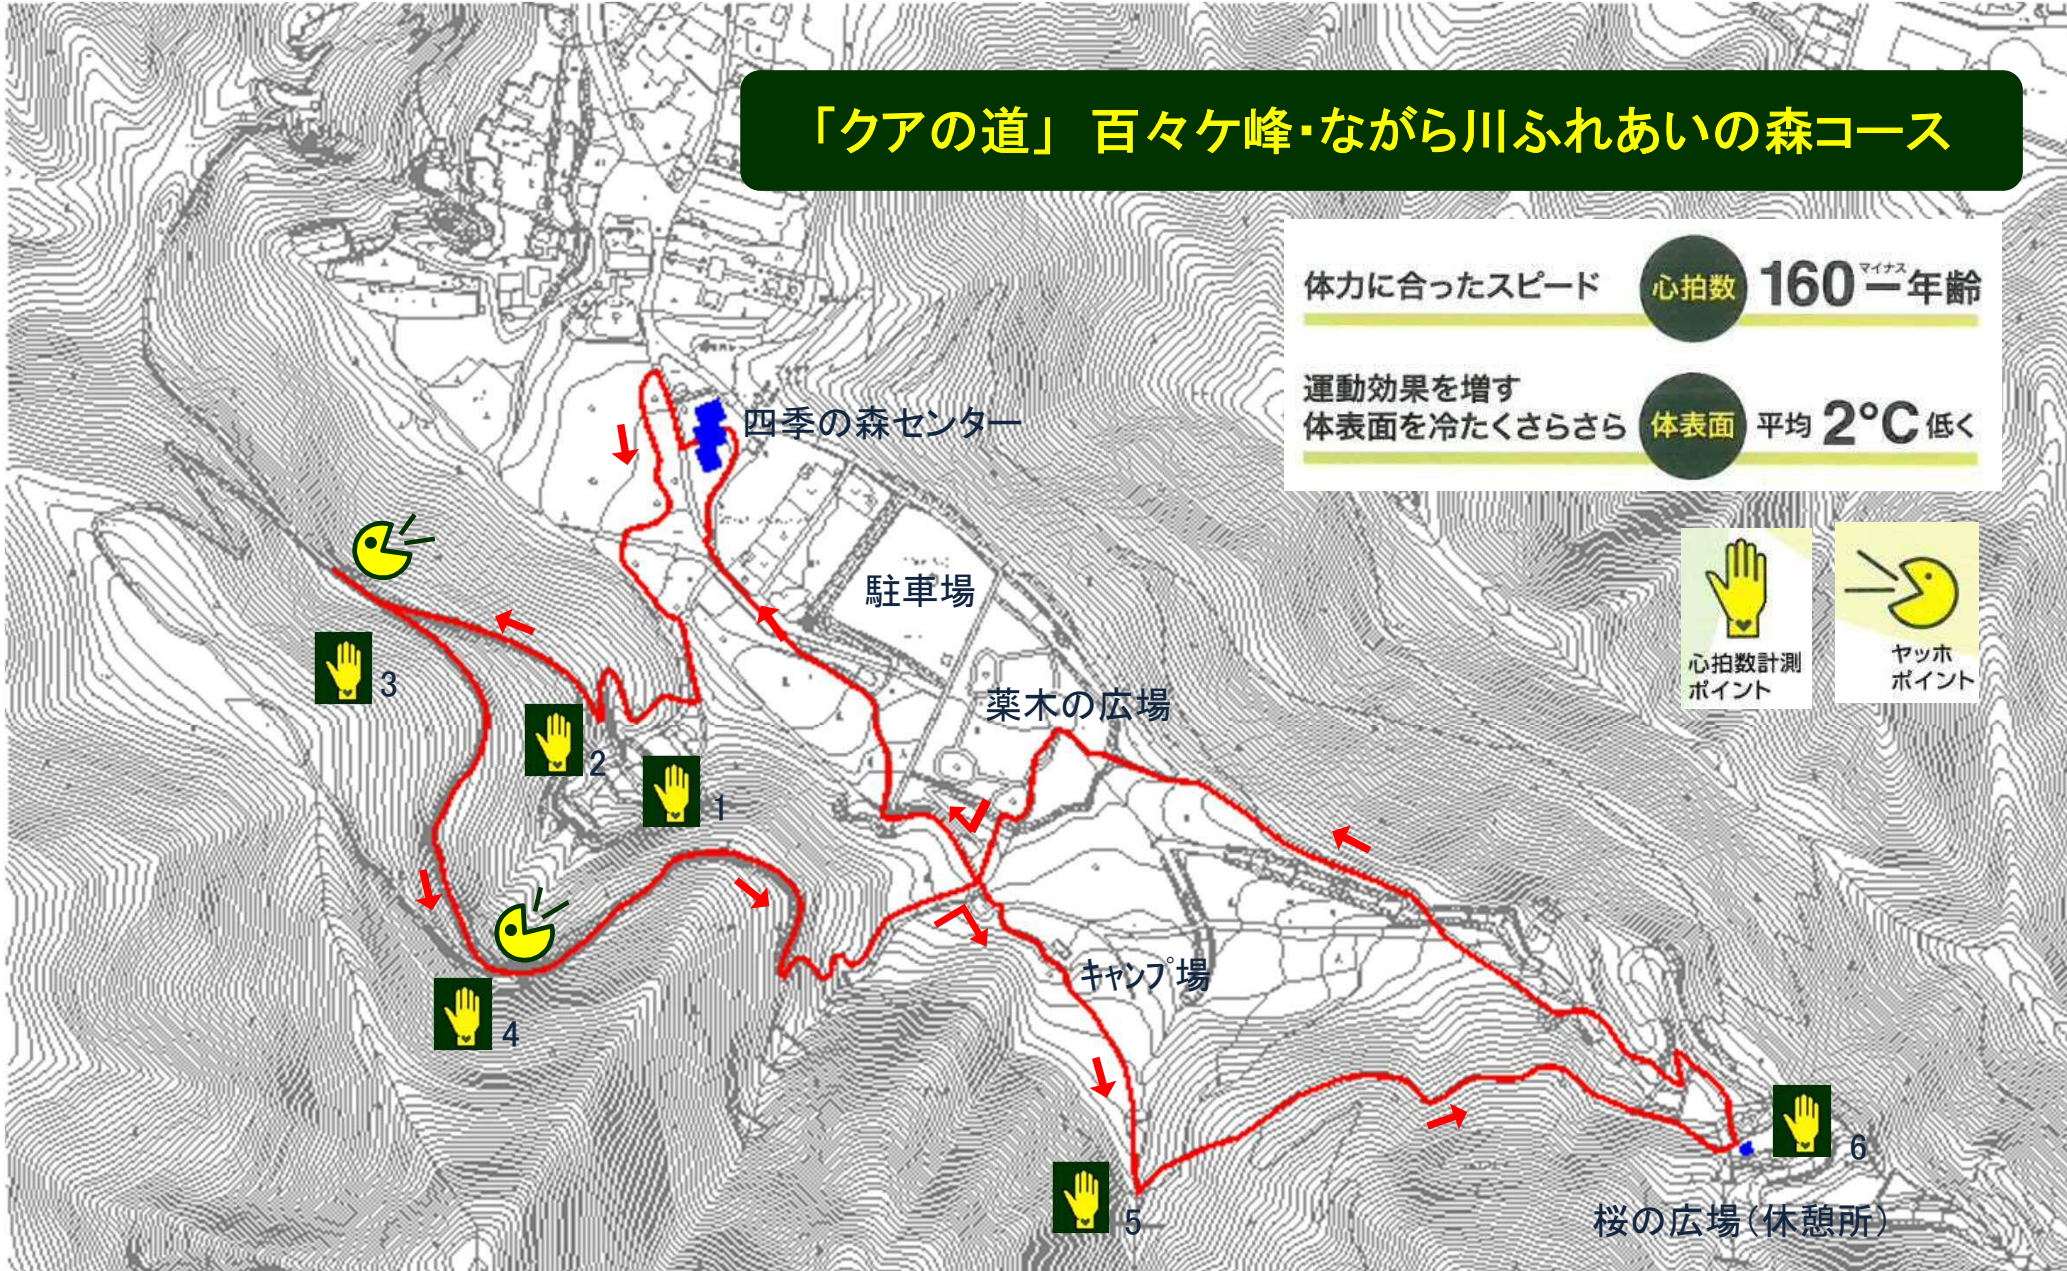 「クアの道」 百々ケ峰・ながら川ふれあいの森コース
体力に合ったスピード 心拍数 160 マイナス ー 年齢
運動効果を増す
体表面を冷たくさらさら 体表面 平均 2°C 低く
四季の森センター
心拍数計測
ポイント
ヤッホ
ポイント
駐車場
3
薬木の広場
2
1
キャンプ場
4
6
5
桜の広場(休憩所)